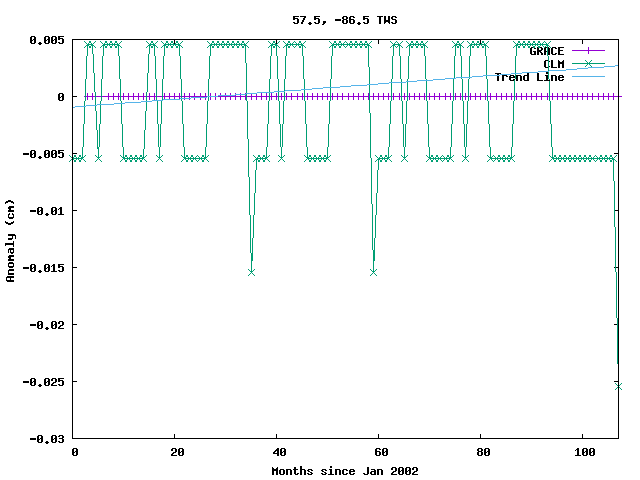 57.5, -86.5 TWS
0.005
GRACE
CLM
Trend Line
0
-0.005
-0.01
-0.015
-0.02
-0.025
-0.03
Anomaly (cm)
0 20 40 60 80 100
Months since Jan 2002